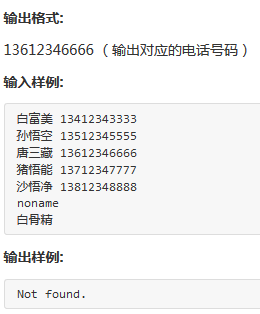 输出格式:
13612346666 （ 输出对应的电话号码 ）
输入样例:
白富美 13412343333
孙悟空 13512345555
唐三藏 13612346666
猪悟能 13712347777
沙悟净 13812348888
noname
白骨精
输出样例:
Not found.